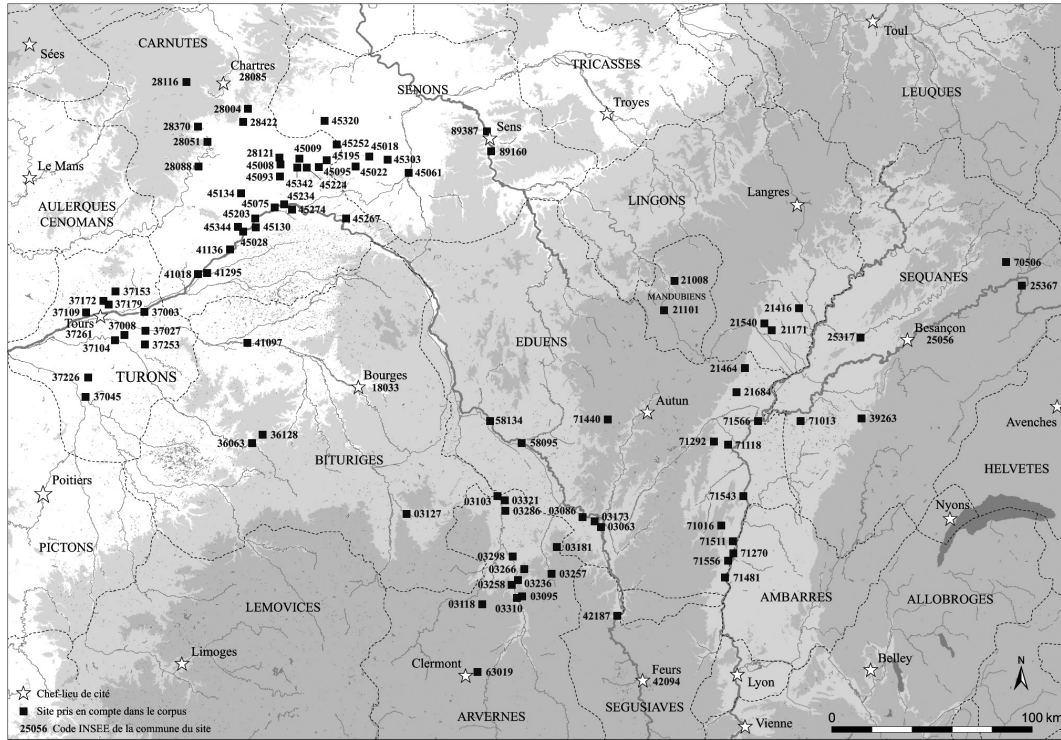 CARNUTES
Sées
Chartres
28085
28116
28004
28422
28370
28051
28088
Le Mans
AULERQUES
CENOMANS
SENONS
TRICASSES
Troyes
Toul
LEUQUES
89387
Sens
89160
45320
45252
45018
45009
45195
28121
45008
45303
45095
45022
45061
45093
45342
45224
45134
45234
45075
45274
45203
45267
45344
45130
45028
41136
41018
41295
LINGONS
Langres
21008
MANDUBIENS
21101
SEQUANES
70506
25367
21416
21540
21171
25317
Besançon
25056
37153
37172
37179
37109
37003
Tours
37261
37008
37027
37104
37253
41097
TURONS
37226
37045
Bourges
18033
EDUENS
21464
21684
Autun
71440
58134
58095
71566
71013
39263
71292
71118
Avenches
HELVETES
Nyons
36128
36063
BITURIGES
Poitiers
PICTONS
03127
03103
03321
03286
03086
03173
03063
71543
71016
71511
71270
71556
71481
03181
03298
03266
03257
03258
03236
03095
03118
03310
42187
LEMOVICES
AMBARRES
ALLOBROGES
Limoges
Clermont
63019
ARVERNES
Feurs
42094
SEGUSIAVES
Lyon
Belley
Vienne
Chef-lieu de cité
Site pris en compte dans le corpus
25056 Code INSEE de la commune du site
N
0 100 km